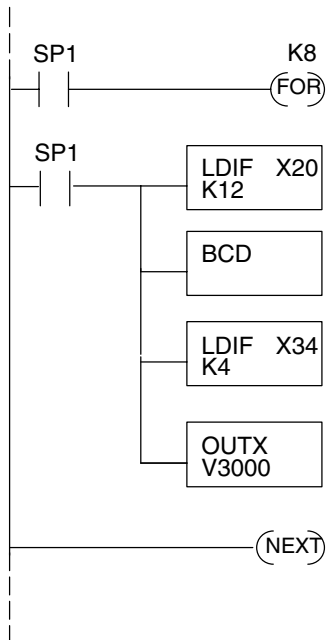 SP1 K8
FOR
SP1
LDIF X20
K12
BCD
LDIF X34
K4
OUTX
V3000
NEXT